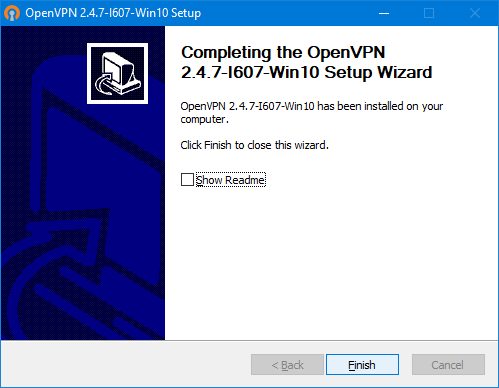 OpenVPN 2.4.7-I607-Win10 Setup
Completing the OpenVPN
2.4.7-I607-Win10 Setup Wizard
OpenVPN 2.4.7-I607-Win10 has been installed on your
computer.
Click Finish to close this wizard.
Show Readme
< Back
Finish
Cancel